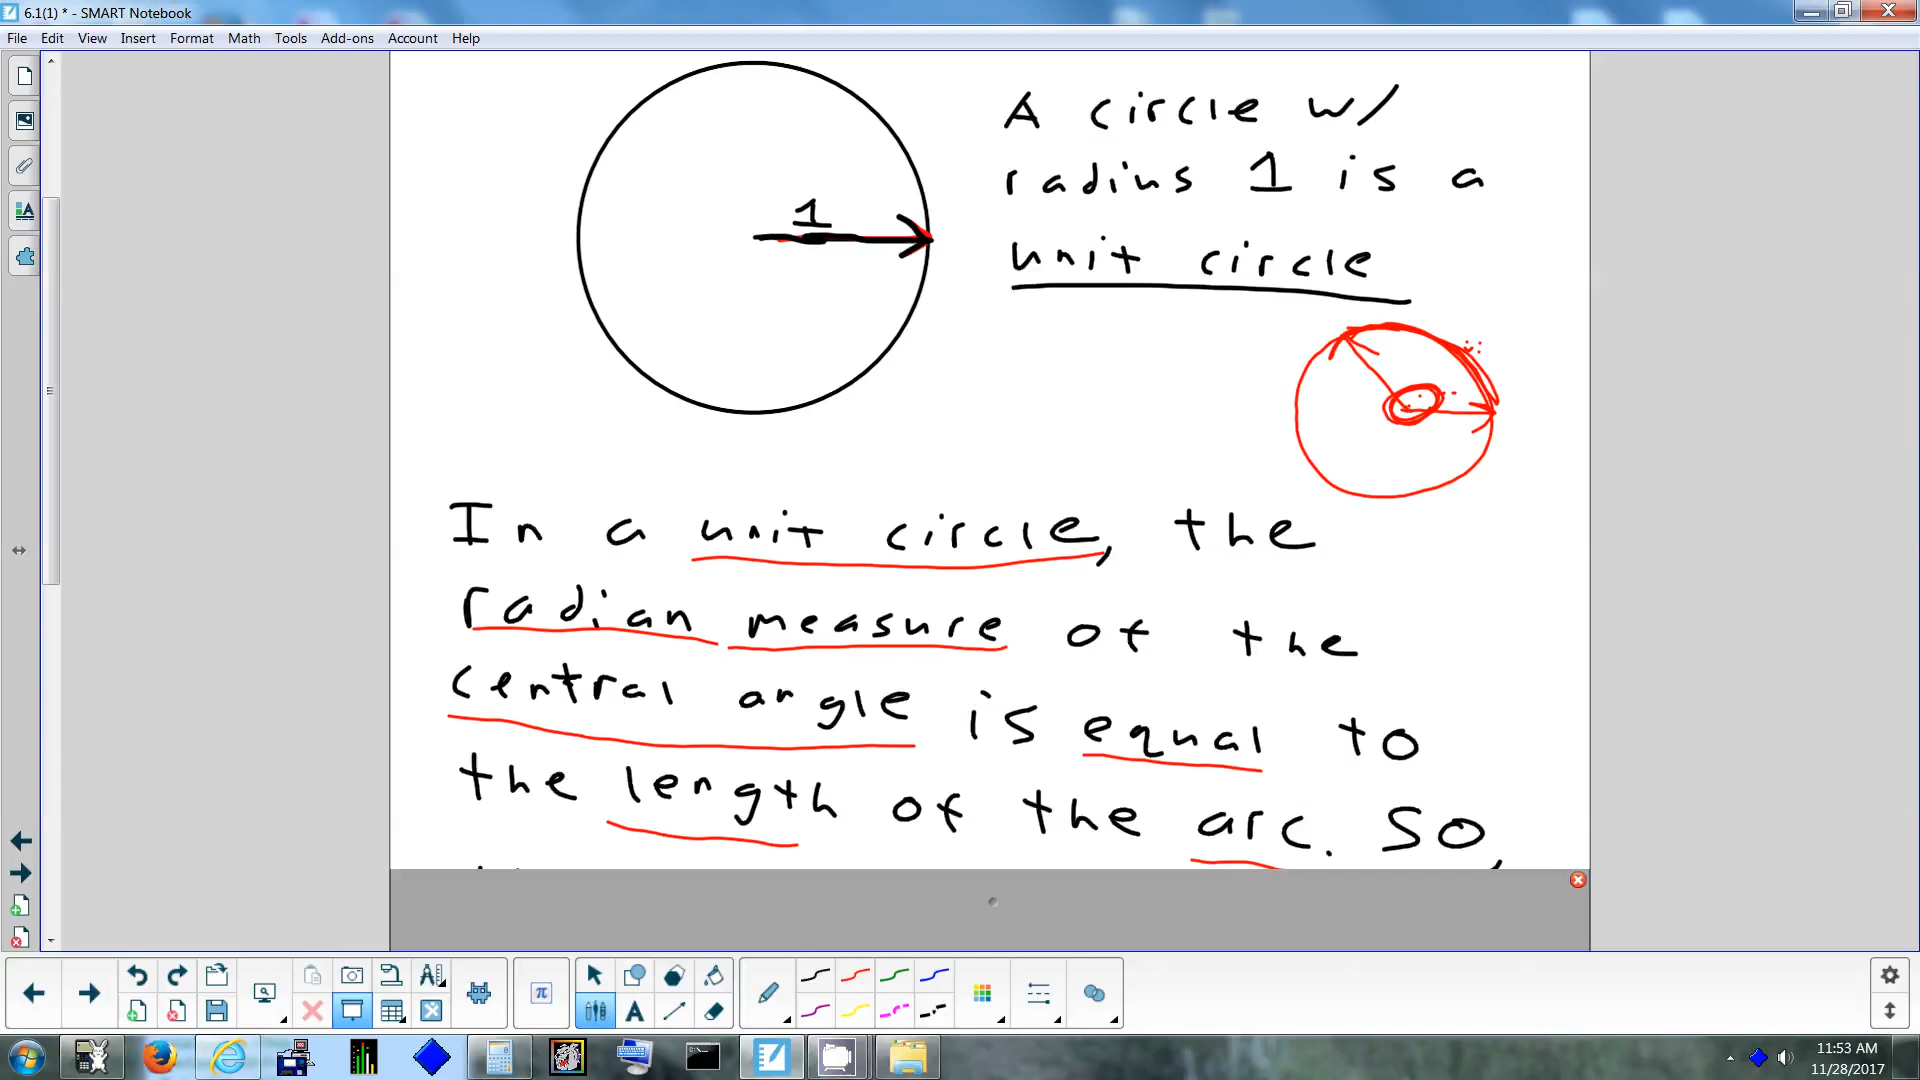 6.1(1) * - SMART Notebook
File Edit View Insert Format Math Tools Add-ons Account Help
1
A circle w/
radius 1 is a
unit circle
In a unit circle, the
radian measure of the
central angle is equal to
the length of the arc. So,
π
A
11:53 AM
11/28/2017